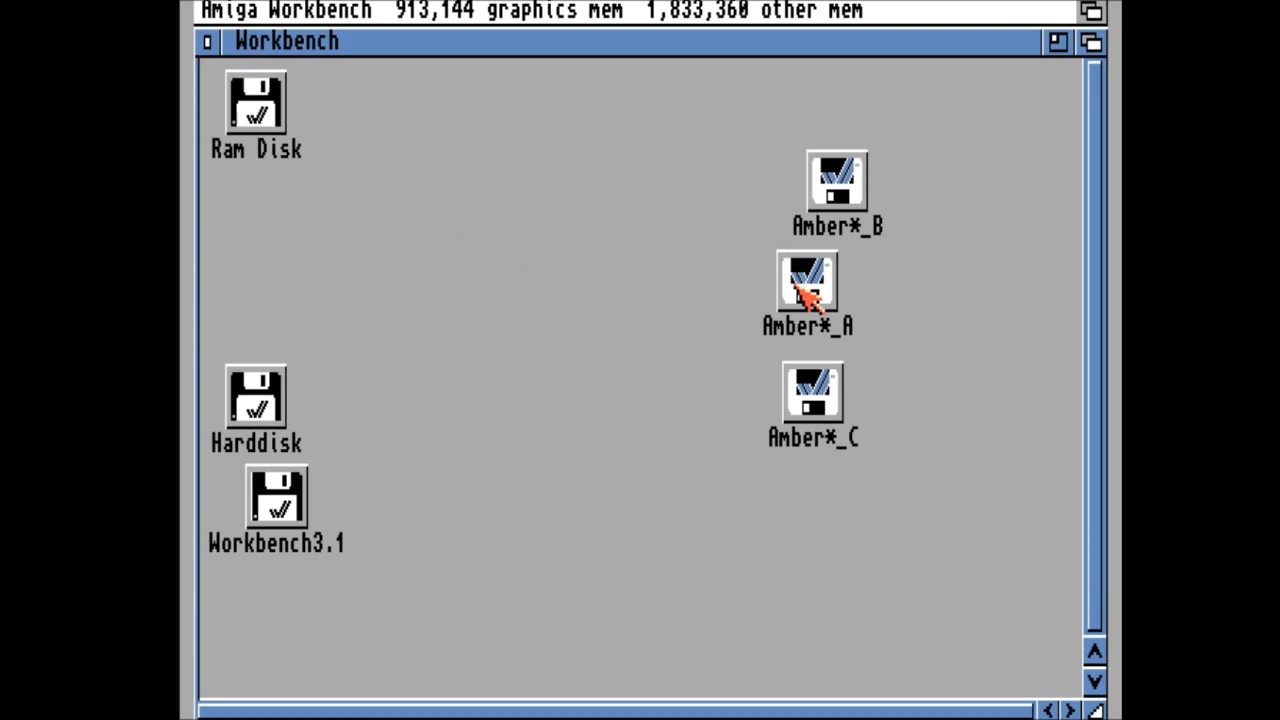 Amiga Workbench 913,144 graphics mem 1,833,360 other mem
Workbench
Ram Disk
Amber*_B
Amber*_A
Amber*_C
Harddisk
Workbench3.1